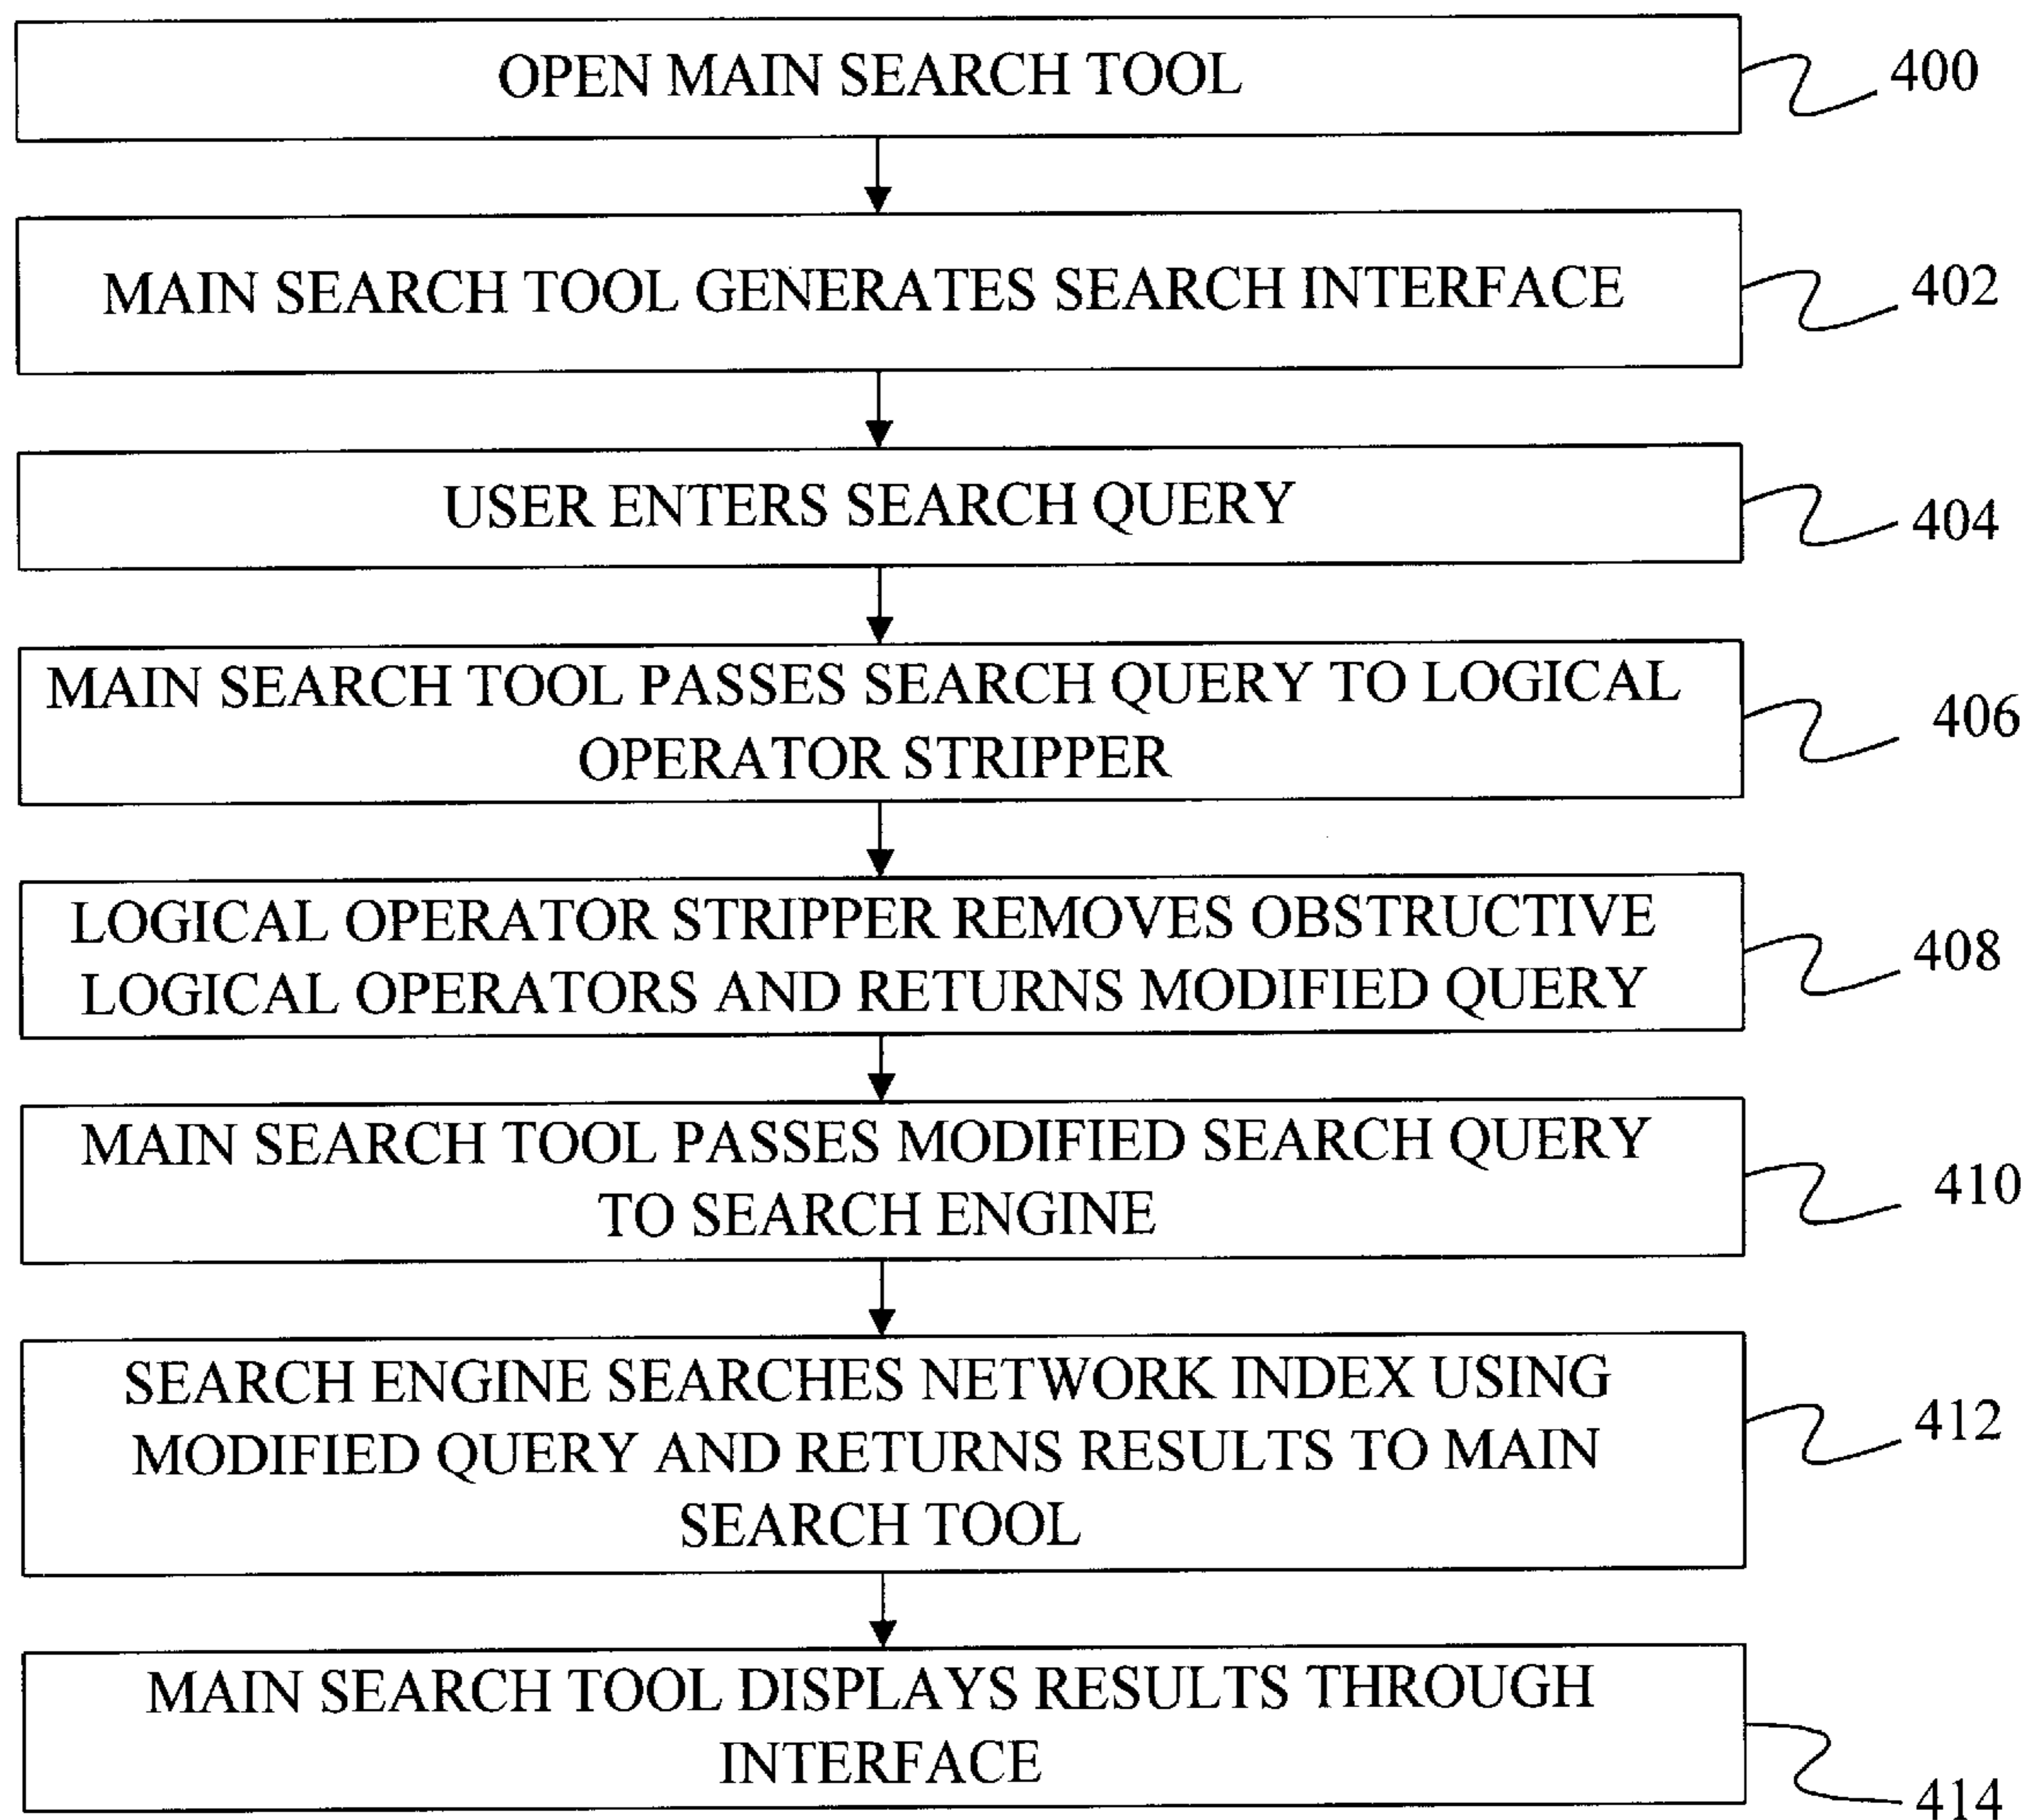 OPEN MAIN SEARCH TOOL
400
MAIN SEARCH TOOL GENERATES SEARCH INTERFACE
402
USER ENTERS SEARCH QUERY
404
MAIN SEARCH TOOL PASSES SEARCH QUERY TO LOGICAL
OPERATOR STRIPPER
406
LOGICAL OPERATOR STRIPPER REMOVES OBSTRUCTIVE
LOGICAL OPERATORS AND RETURNS MODIFIED QUERY
408
MAIN SEARCH TOOL PASSES MODIFIED SEARCH QUERY
TO SEARCH ENGINE
410
SEARCH ENGINE SEARCHES NETWORK INDEX USING
MODIFIED QUERY AND RETURNS RESULTS TO MAIN
SEARCH TOOL
412
MAIN SEARCH TOOL DISPLAYS RESULTS THROUGH
INTERFACE
414